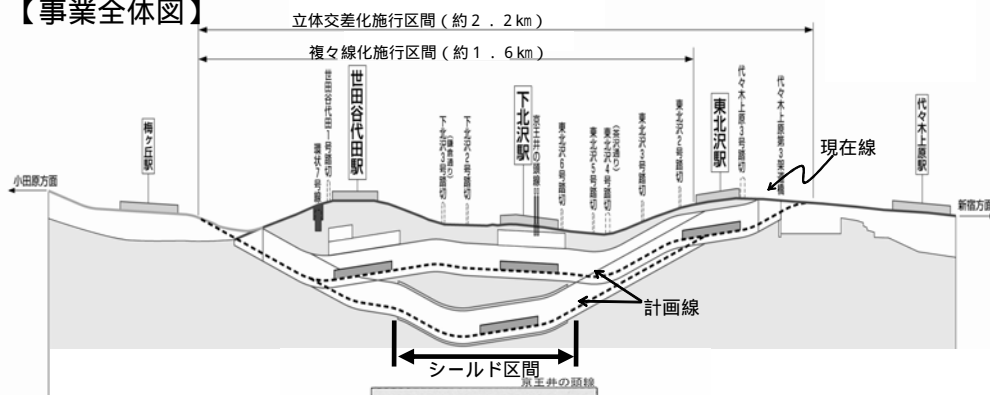 【事業全体図】
立体交差化施行区間（約２．２㎞）
複々線化施行区間（約１．６㎞）
梅ヶ丘駅
環状７号線
世田谷代田１号踏切
世田谷代田駅
下北沢３号踏切
（鎌倉通り）
下北沢２号踏切
下北沢駅
京王井の頭線
東北沢６号踏切
東北沢５号踏切
東北沢４号踏切
（茶沢通り）
東北沢３号踏切
東北沢２号踏切
東北沢駅
代々木上原３号踏切
代々木上原第３架道橋
代々木上原駅
現在線
小田原方面
新宿方面
計画線
シールド区間
京王井の頭線